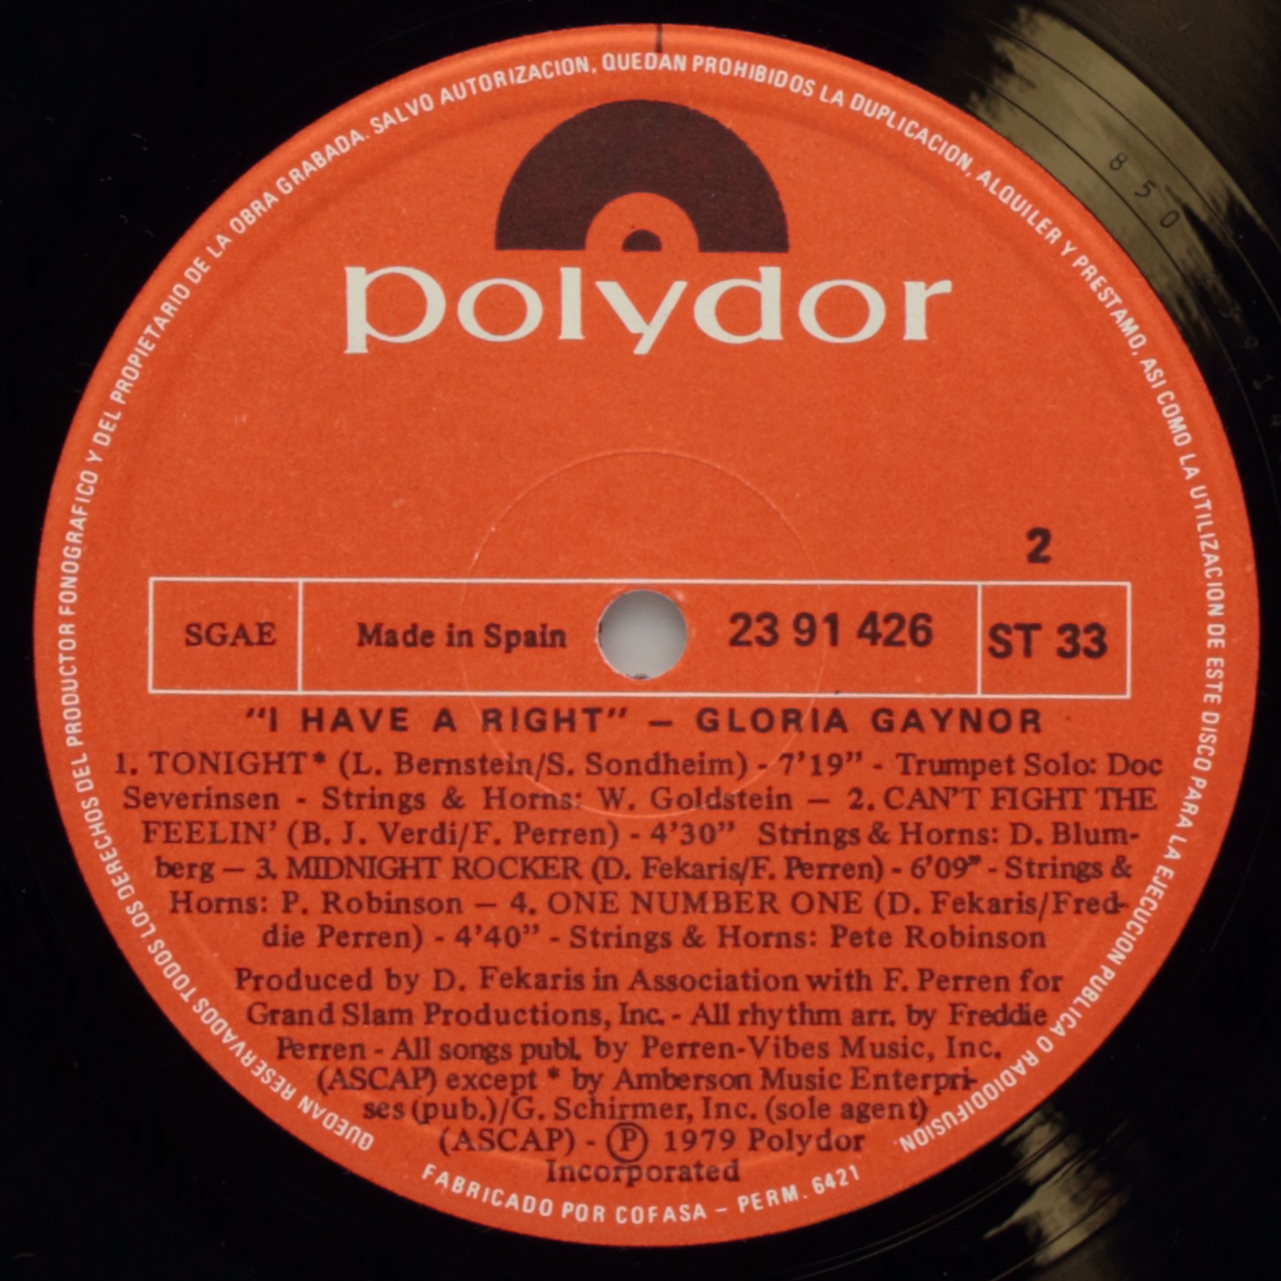 QUEDAN RESERVADOS TODOS LOS DERECHOS DEL PRODUCTOR FONOGRAFICO Y DEL PROPIETARIO DE LA OBRA GRABADA. SALVO AUTORIZACION, QUEDAN PROHIBIDOS LA DUPLICACION, ALQUILER Y PRESTAMO, ASI COMO LA UTILIZACION DE ESTE DISCO PARA LA EJECUCION PUBLICA O RADIODIFUSION
850
polydor
2
SGAE Made in Spain 23 91 426 ST 33
"I HAVE A RIGHT" – GLORIA GAYNOR
1. TONIGHT* (L. Bernstein/S. Sondheim) - 7'19" - Trumpet Solo: Doc
Severinsen - Strings & Horns: W. Goldstein – 2. CAN'T FIGHT THE
FEELIN' (B. J. Verdi/F. Perren) - 4'30" Strings & Horns: D. Blum-
berg – 3. MIDNIGHT ROCKER (D. Fekaris/F. Perren) - 6'09" - Strings &
Horns: P. Robinson – 4. ONE NUMBER ONE (D. Fekaris/Fred-
die Perren) - 4'40" - Strings & Horns: Pete Robinson
Produced by D. Fekaris in Association with F. Perren for
Grand Slam Productions, Inc. - All rhythm arr. by Freddie
Perren - All songs publ. by Perren-Vibes Music, Inc.
(ASCAP) except * by Amberson Music Enterpri-
ses (pub.)/G. Schirmer, Inc. (sole agent)
(ASCAP) - Ⓟ 1979 Polydor
Incorporated
FABRICADO POR COFASA – PERM. 6421